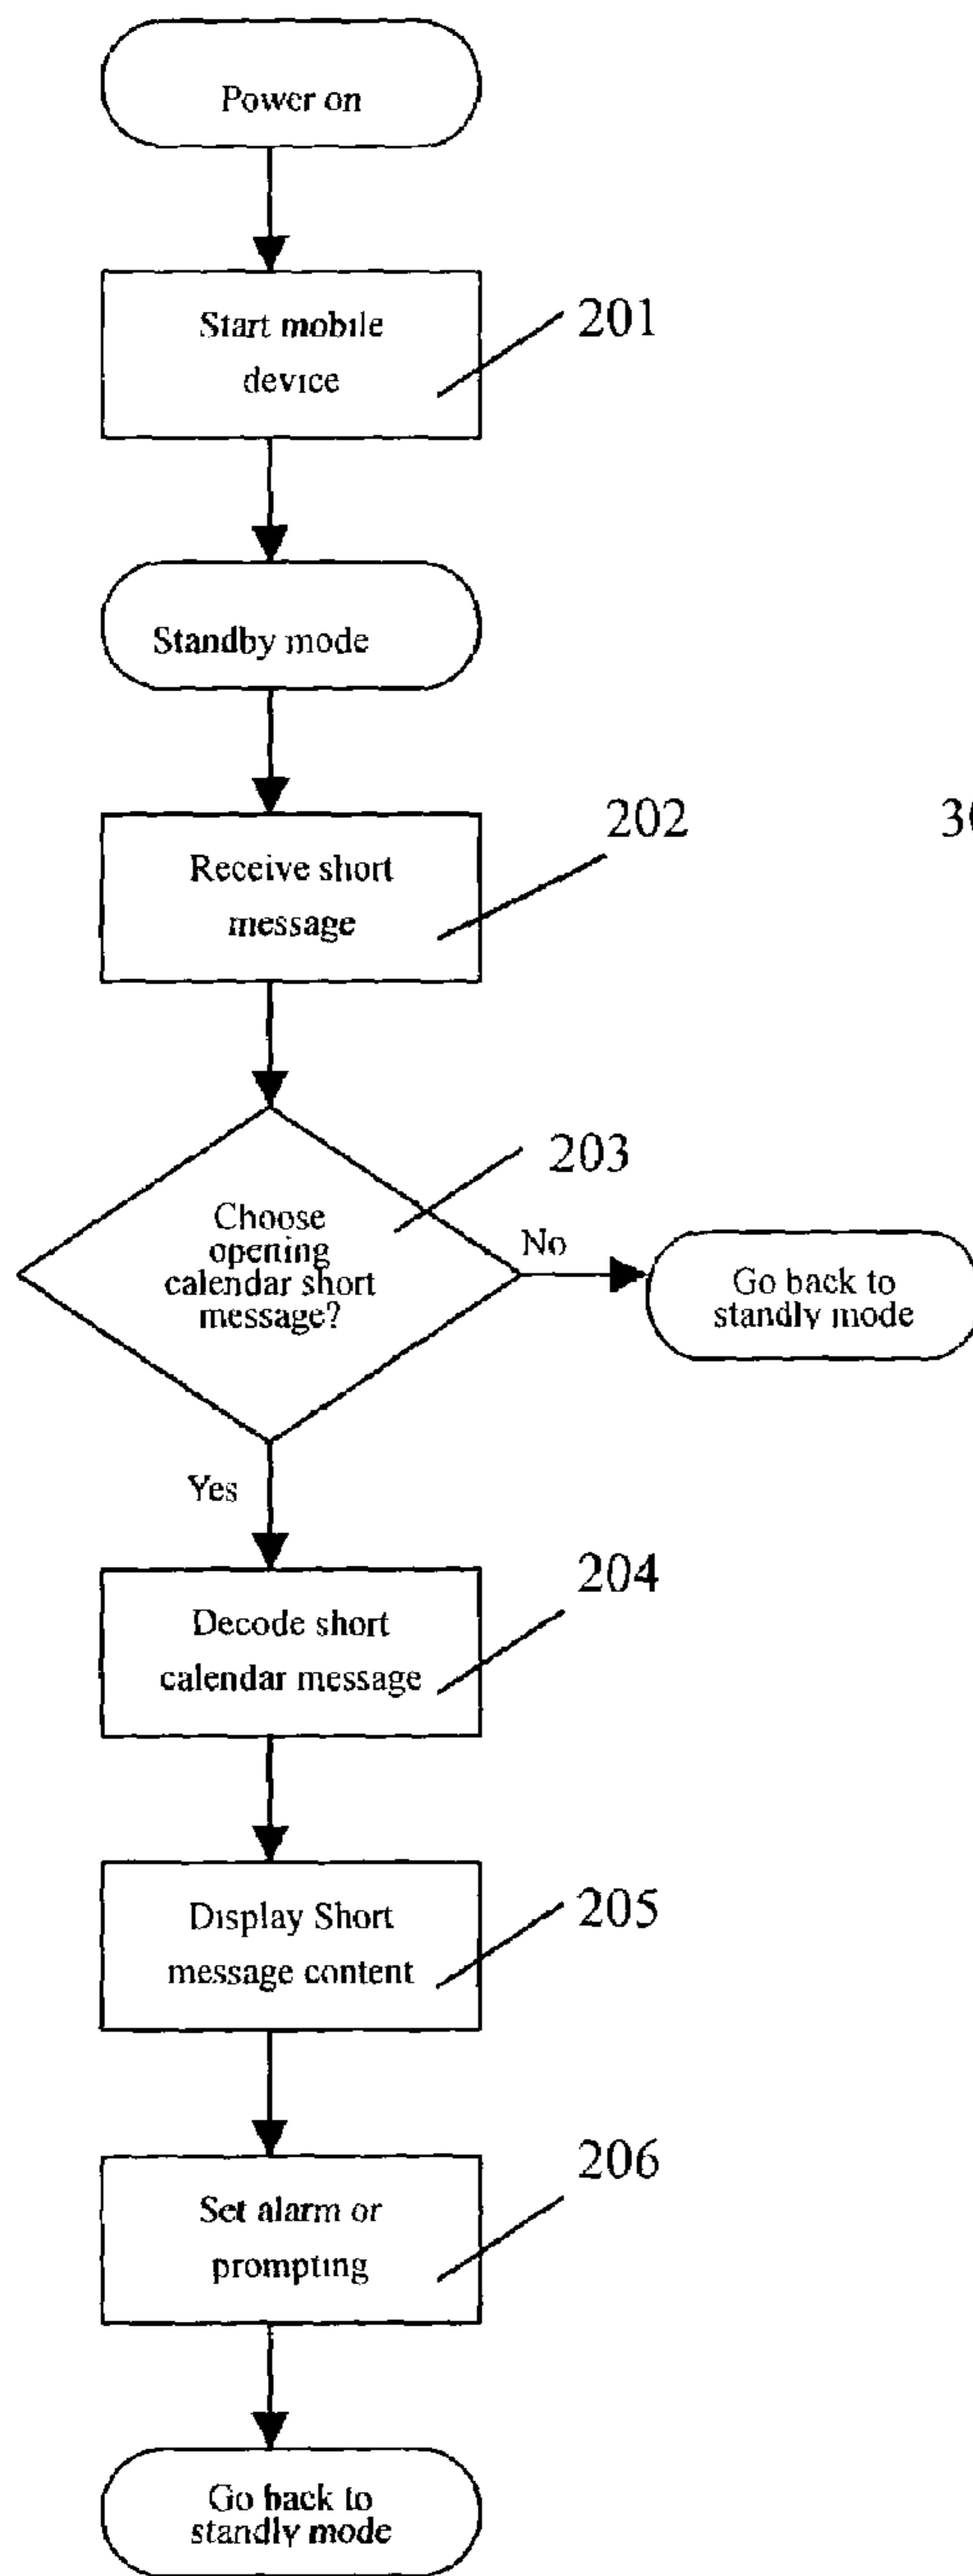 Power on
Start mobile
device
201
Standby mode
Receive short
message
202
30
Choose
opening
calendar short
message?
203
No
Go back to
standly mode
Yes
Decode short
calendar message
204
Display Short
message content
205
Set alarm or
prompting
206
Go back to
standly mode